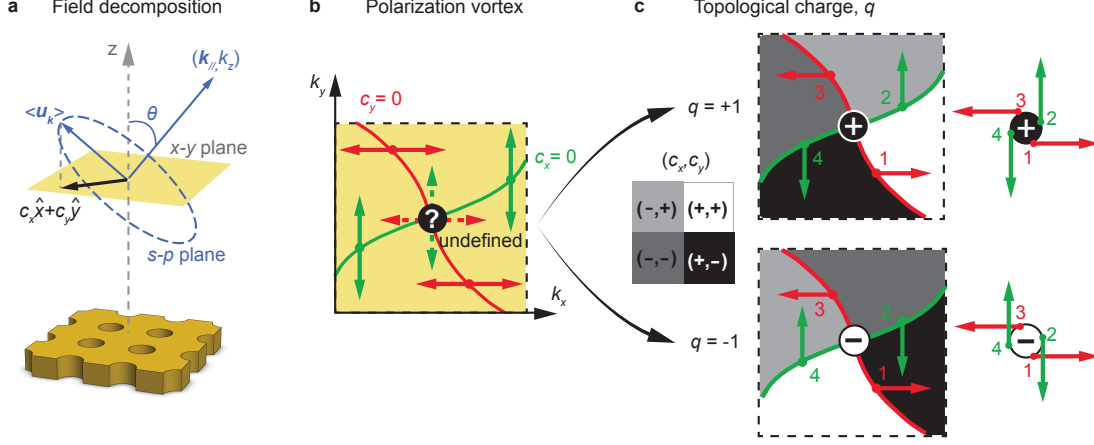 a Field decomposition
z
(k//,kz)
<uk>
θ
x-y plane
cxx̂+cyŷ
s-p plane
b Polarization vortex
ky
cy= 0
cx= 0
?
undefined
kx
c Topological charge, q
q = +1
(cx,cy)
(-,+) (+,+)
(-,-) (+,-)
q = -1
3
2
+
4
1
3
+ 2
4
1
3
2
−
4
1
3
− 2
4
1